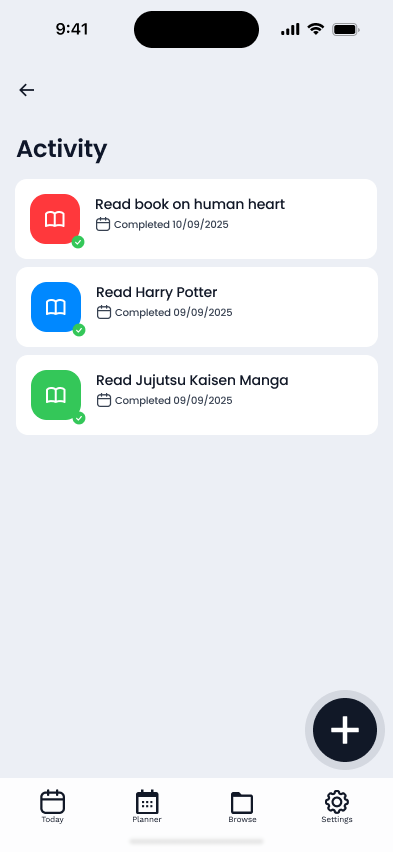 9:41
Activity
Read book on human heart
Completed 10/09/2025
Read Harry Potter
Completed 09/09/2025
Read Jujutsu Kaisen Manga
Completed 09/09/2025
Today Planner Browse Settings